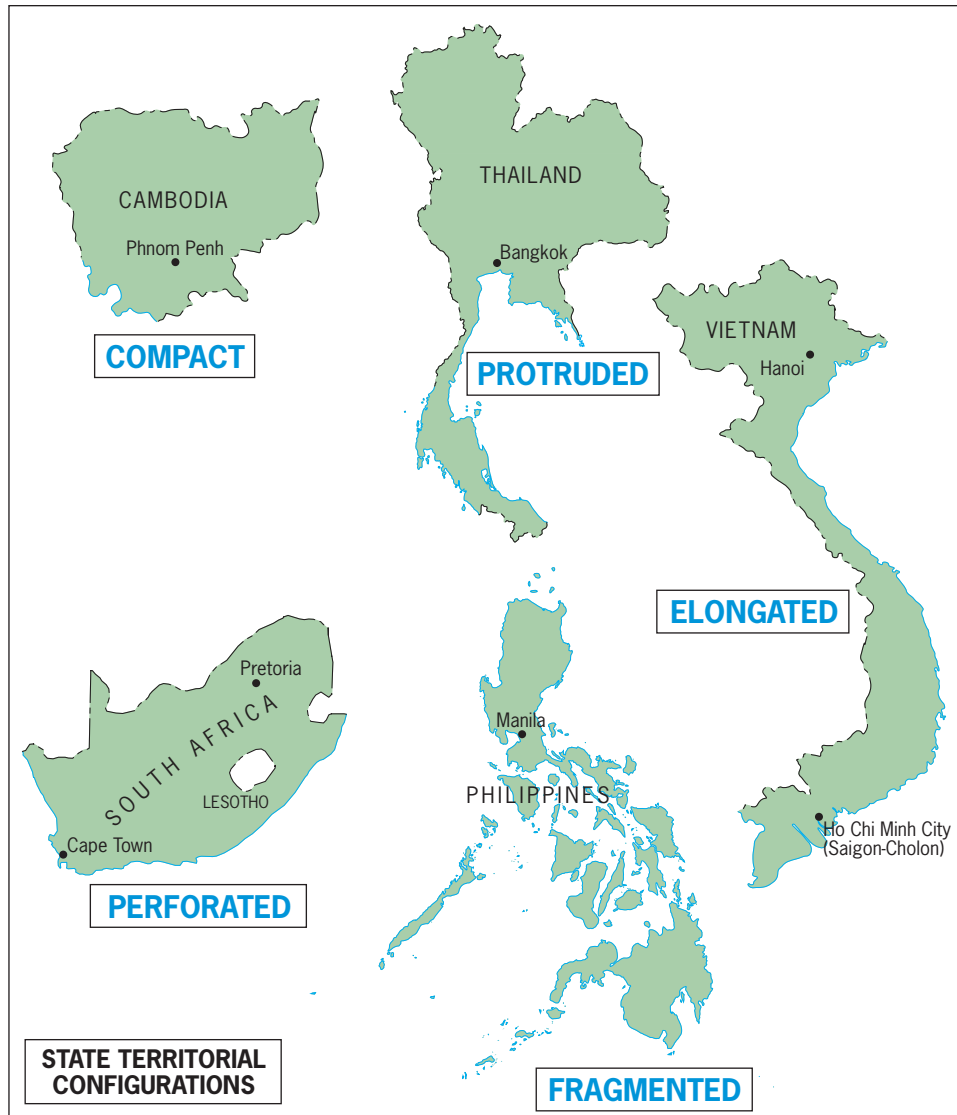 CAMBODIA
Phnom Penh
COMPACT
THAILAND
Bangkok
PROTRUDED
VIETNAM
Hanoi
ELONGATED
Ho Chi Minh City
(Saigon-Cholon)
Pretoria
SOUTH AFRICA
LESOTHO
Cape Town
PERFORATED
Manila
PHILIPPINES
FRAGMENTED
STATE TERRITORIAL
CONFIGURATIONS